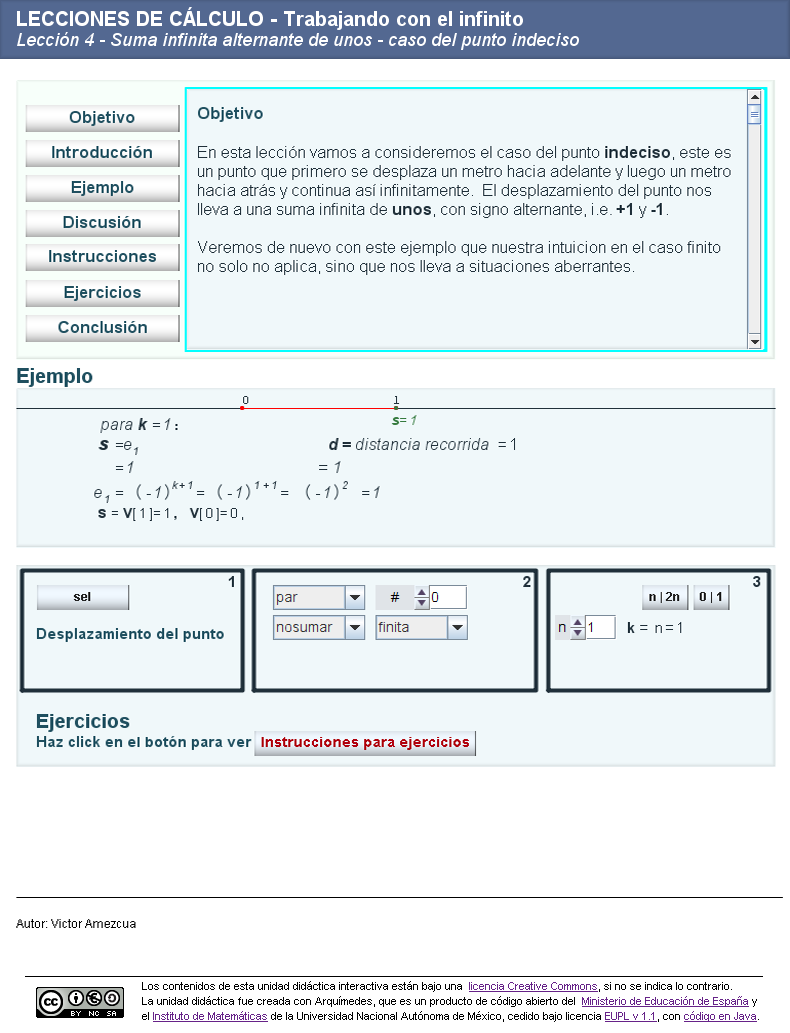 LECCIONES DE CÁLCULO - Trabajando con el infinito
Lección 4 - Suma infinita alternante de unos - caso del punto indeciso
Objetivo
Introducción
Ejemplo
Discusión
Instrucciones
Ejercicios
Conclusión
Objetivo
En esta lección vamos a consideremos el caso del punto indeciso, este es
un punto que primero se desplaza un metro hacia adelante y luego un metro
hacia atrás y continua así infinitamente. El desplazamiento del punto nos
lleva a una suma infinita de unos, con signo alternante, i.e. +1 y -1.
Veremos de nuevo con este ejemplo que nuestra intuicion en el caso finito
no solo no aplica, sino que nos lleva a situaciones aberrantes.
Ejemplo
0 1
s= 1
para k = 1 :
s = e₁ d = distancia recorrida = 1
= 1 = 1
e₁ = (-1)^k+1 = (-1)^1+1 = (-1)^2 = 1
s = V[1]=1, V[0]=0,
1
sel
Desplazamiento del punto
2
par # 0
nosumar finita
3
n|2n 0|1
n 1 k = n = 1
Ejercicios
Haz click en el botón para ver Instrucciones para ejercicios
Autor: Victor Amezcua
cc BY NC SA
Los contenidos de esta unidad didáctica interactiva están bajo una licencia Creative Commons, si no se indica lo contrario.
La unidad didáctica fue creada con Arquímedes, que es un producto de código abierto del Ministerio de Educación de España y
el Instituto de Matemáticas de la Universidad Nacional Autónoma de México, cedido bajo licencia EUPL v 1.1, con código en Java.